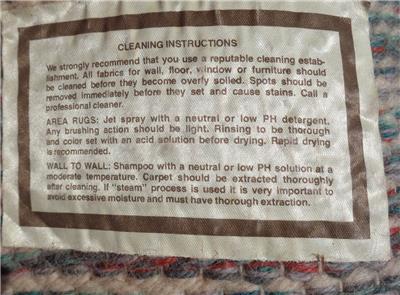 CLEANING INSTRUCTIONS
We strongly recommend that you use a reputable cleaning estab-
lishment. All fabrics for wall, floor, window or furniture should
be cleaned before they become overly soiled. Spots should be
removed immediately before they set and cause stains. Call a
professional cleaner.
AREA RUGS: Jet spray with a neutral or low PH detergent.
Any brushing action should be light. Rinsing to be thorough
and color set with an acid solution before drying. Rapid drying
is recommended.
WALL TO WALL: Shampoo with a neutral or low PH solution at a
moderate temperature. Carpet should be extracted thoroughly
after cleaning. If "steam" process is used it is very important to
avoid excessive moisture and must have thorough extraction.